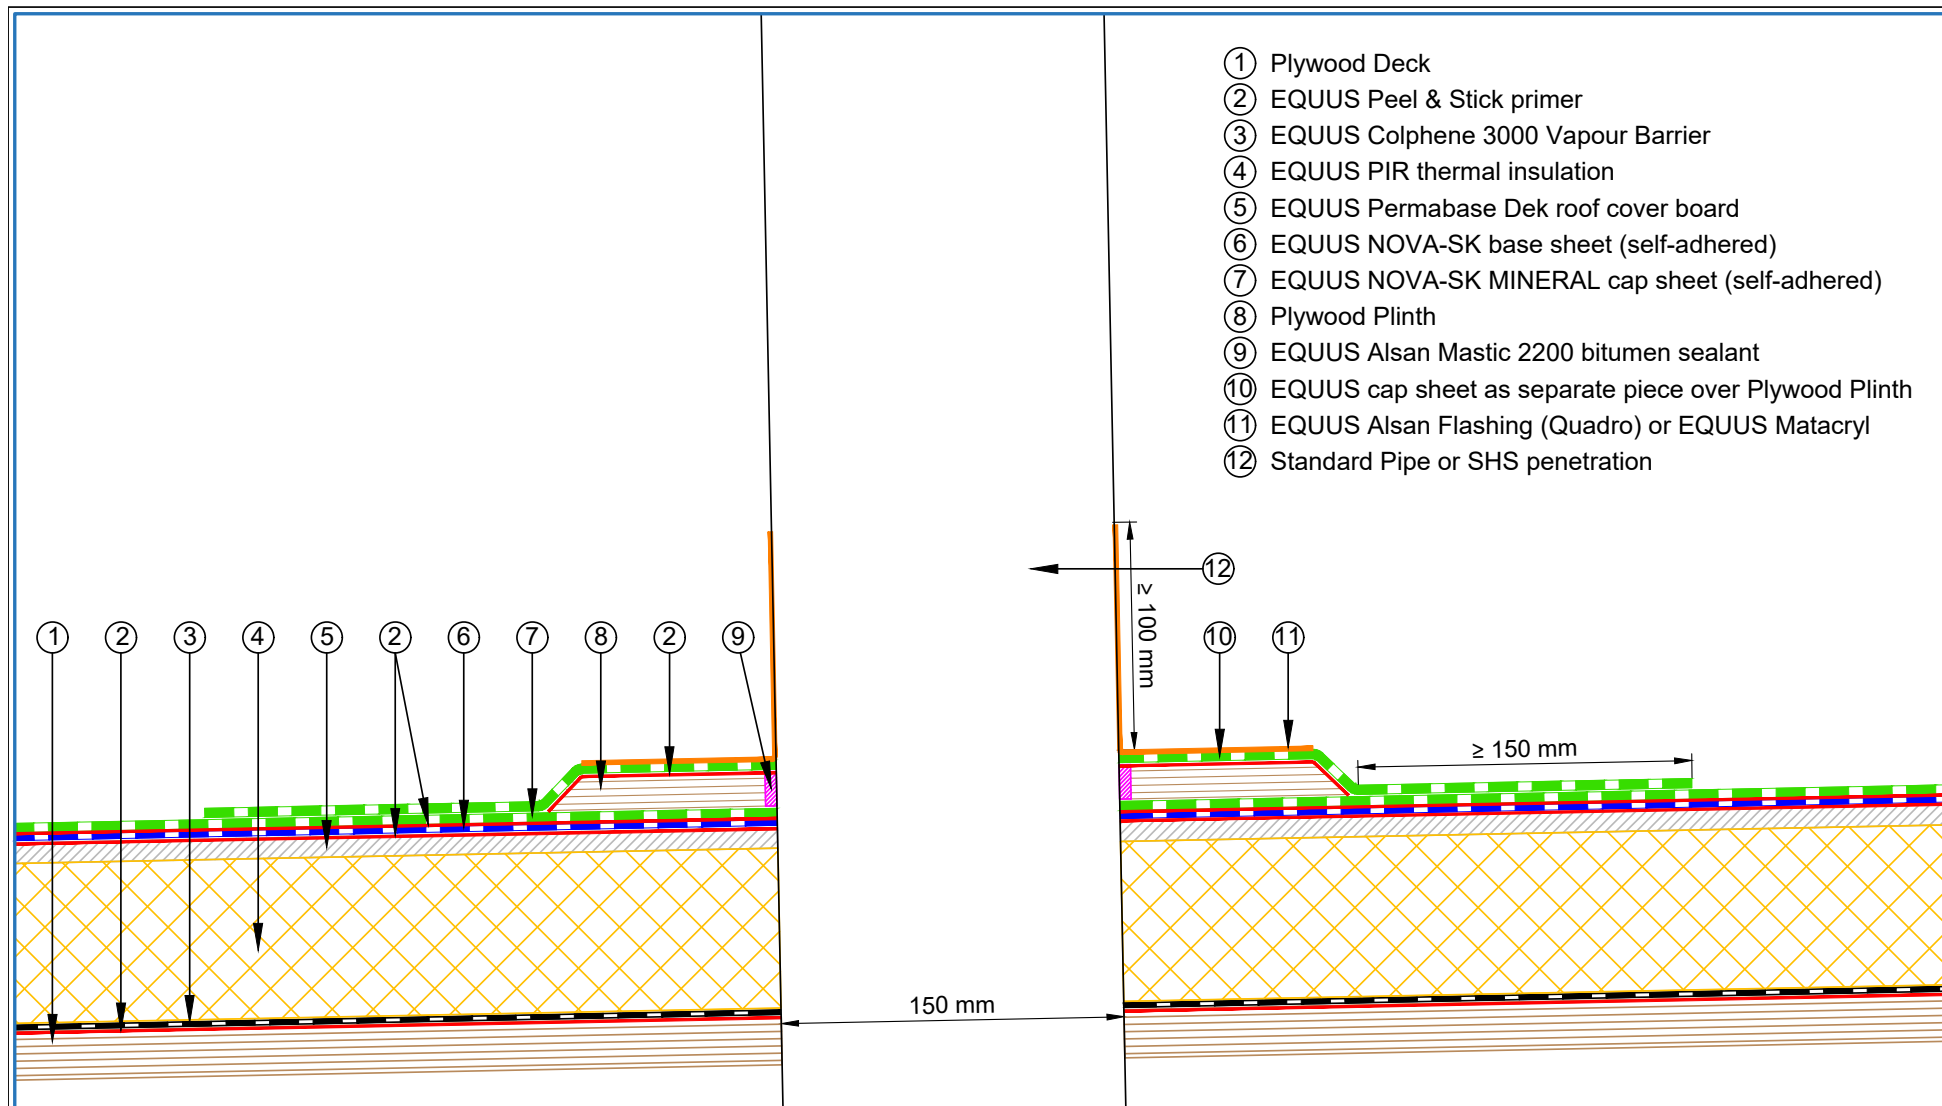 1 Plywood Deck
2 EQUUS Peel & Stick primer
3 EQUUS Colphene 3000 Vapour Barrier
4 EQUUS PIR thermal insulation
5 EQUUS Permabase Dek roof cover board
6 EQUUS NOVA-SK base sheet (self-adhered)
7 EQUUS NOVA-SK MINERAL cap sheet (self-adhered)
8 Plywood Plinth
9 EQUUS Alsan Mastic 2200 bitumen sealant
10 EQUUS cap sheet as separate piece over Plywood Plinth
11 EQUUS Alsan Flashing (Quadro) or EQUUS Matacryl
12 Standard Pipe or SHS penetration
12
≥ 100 mm
1 2 3 4 5 2 6 7 8 2 9 10 11
≥ 150 mm
150 mm